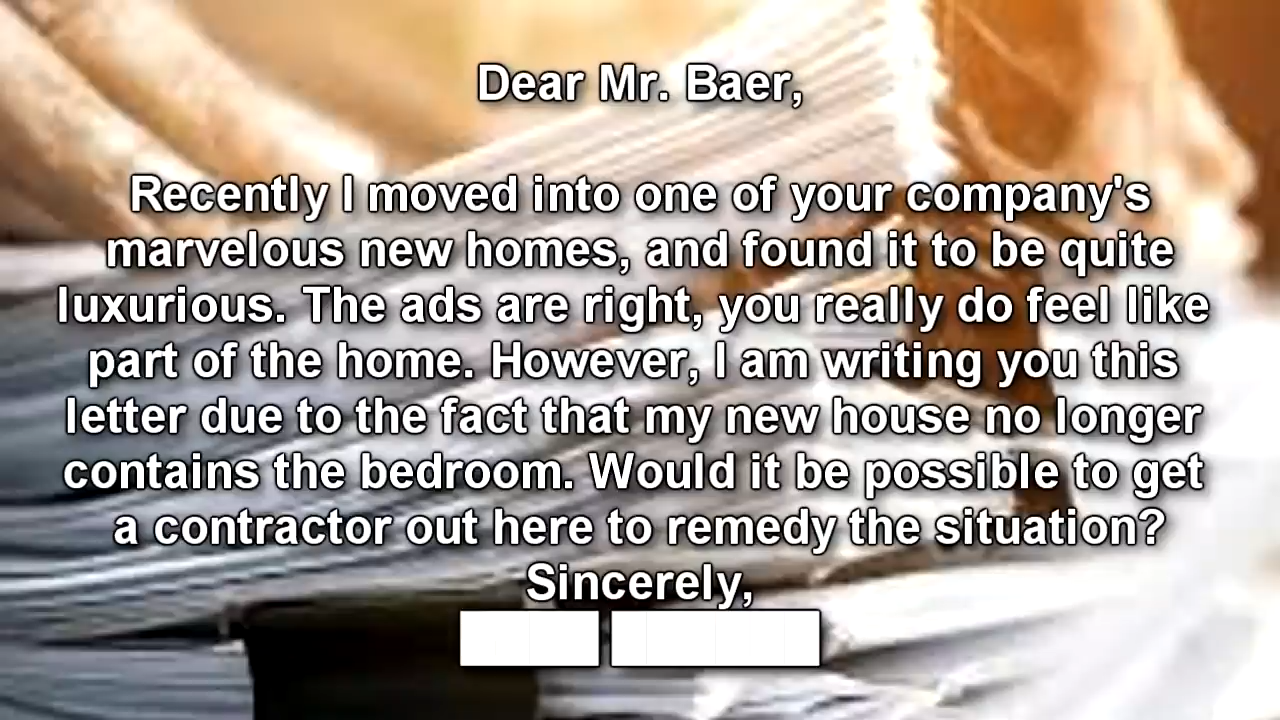 Dear Mr. Baer,
Recently I moved into one of your company's
marvelous new homes, and found it to be quite
luxurious. The ads are right, you really do feel like
part of the home. However, I am writing you this
letter due to the fact that my new house no longer
contains the bedroom. Would it be possible to get
a contractor out here to remedy the situation?
Sincerely,